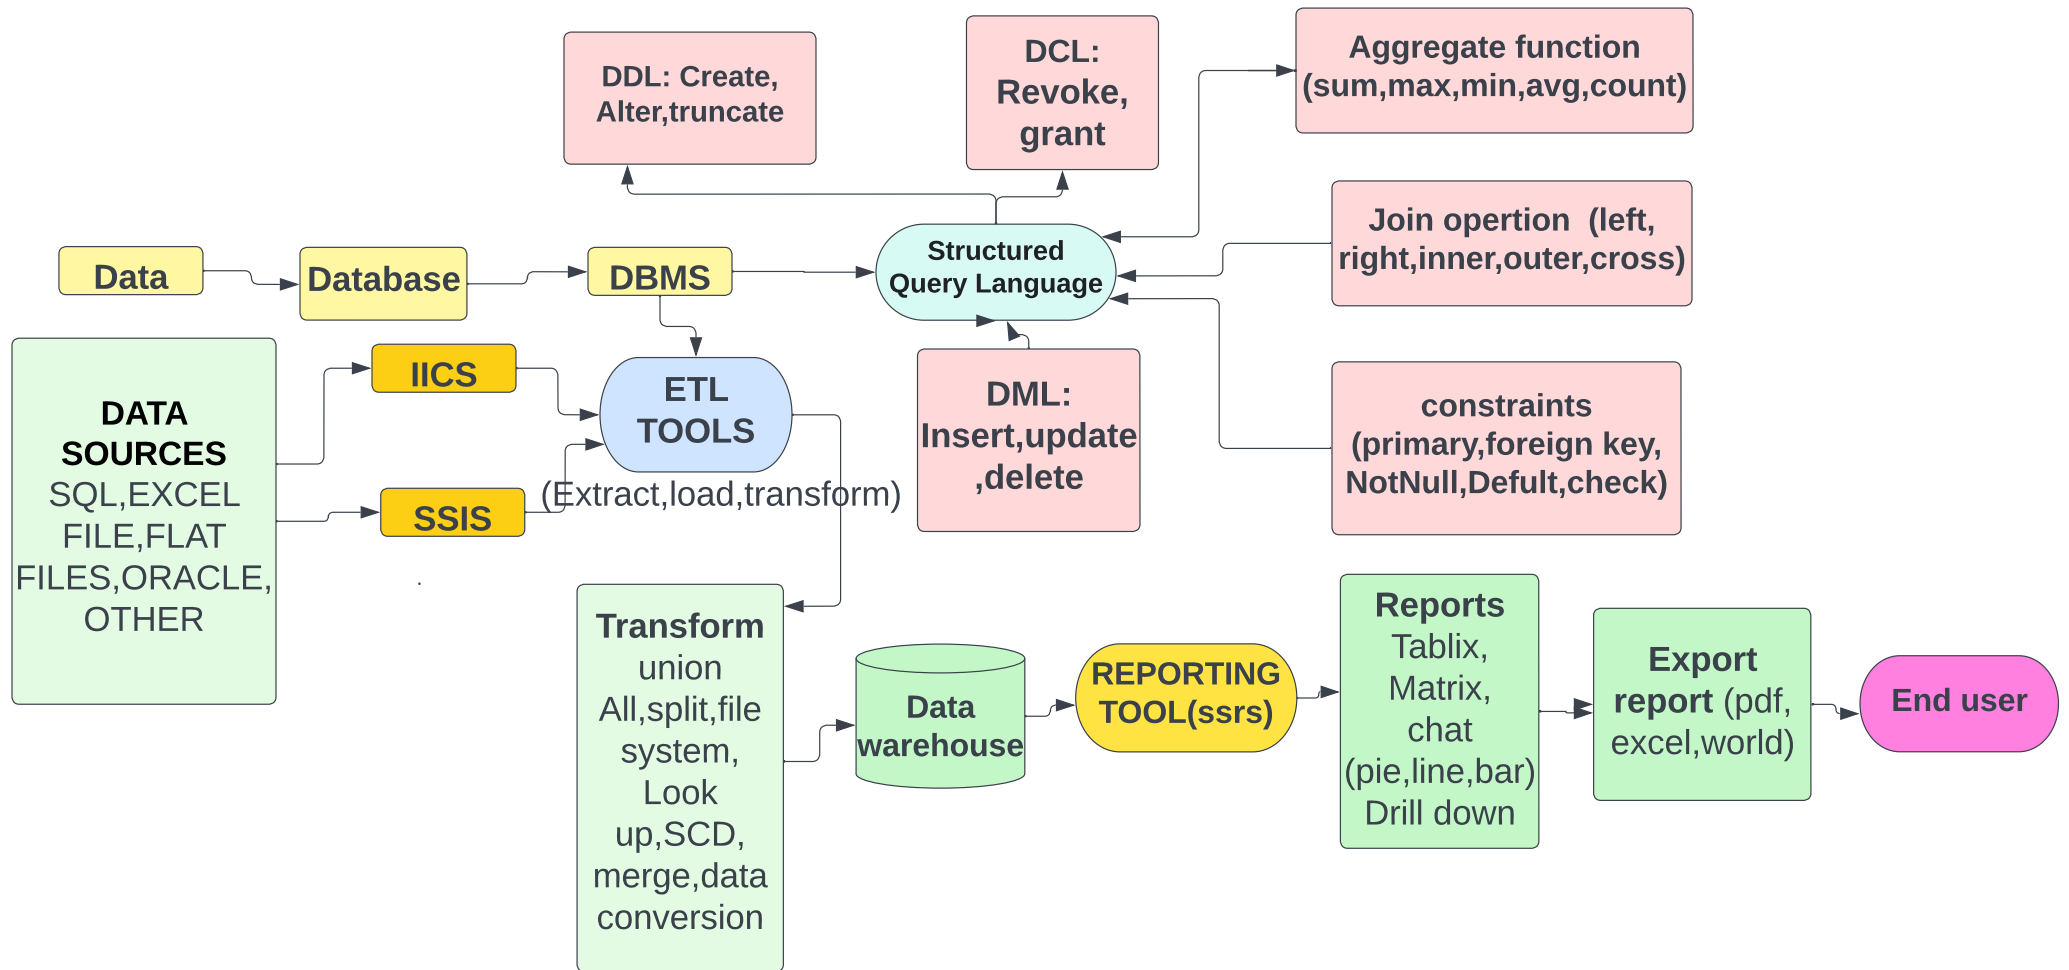 DDL: Create,
Alter,truncate
DCL:
Revoke,
grant
Aggregate function
(sum,max,min,avg,count)
Join opertion  (left,
right,inner,outer,cross)
Data
Database
DBMS
Structured
Query Language
DATA
SOURCES
SQL,EXCEL
FILE,FLAT
FILES,ORACLE,
OTHER
IICS
SSIS
ETL
TOOLS
(Extract,load,transform)
DML:
Insert,update
,delete
constraints
(primary,foreign key,
NotNull,Defult,check)
Transform
union
All,split,file
system,
Look
up,SCD,
merge,data
conversion
Data
warehouse
REPORTING
TOOL(ssrs)
Reports
Tablix,
Matrix,
chat
(pie,line,bar)
Drill down
Export
report (pdf,
excel,world)
End user